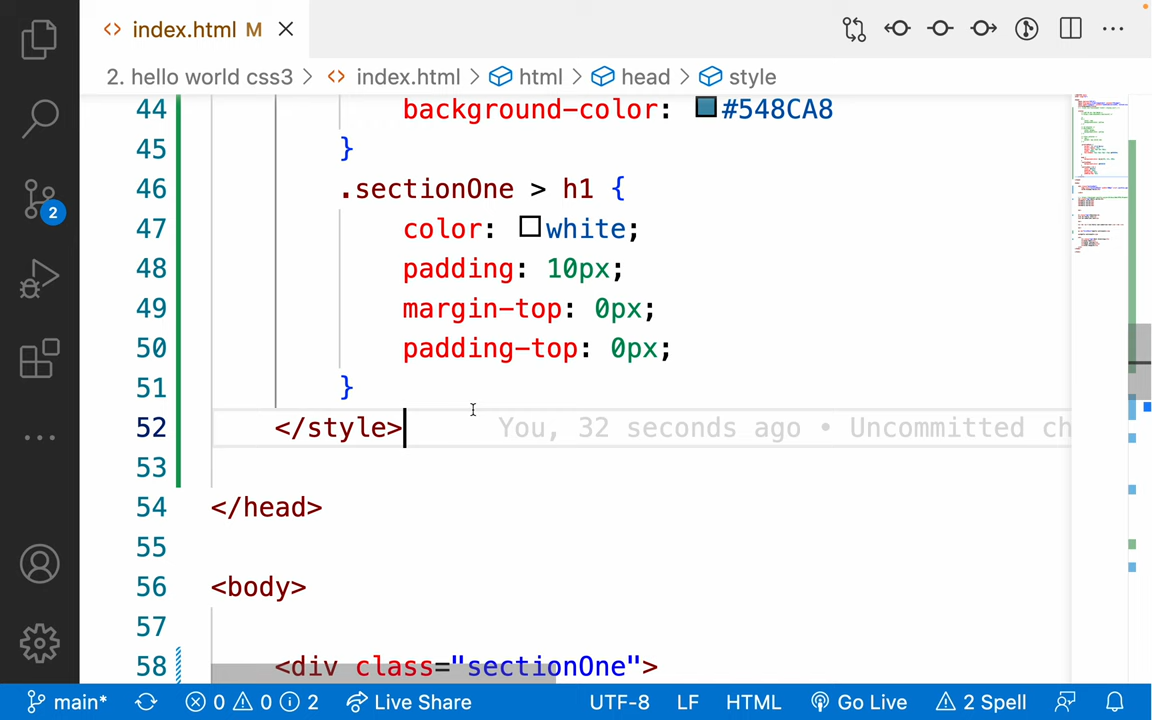 index.html M
2. hello world css3 > index.html > html > head > style
44 background-color: #548CA8
45 }
46 .sectionOne > h1 {
47 color: white;
48 padding: 10px;
49 margin-top: 0px;
50 padding-top: 0px;
51 }
52 </style> You, 32 seconds ago • Uncommitted ch
53
54 </head>
55
56 <body>
57
58 <div class="sectionOne">
2
main* 0 0 2 Live Share UTF-8 LF HTML Go Live 2 Spell